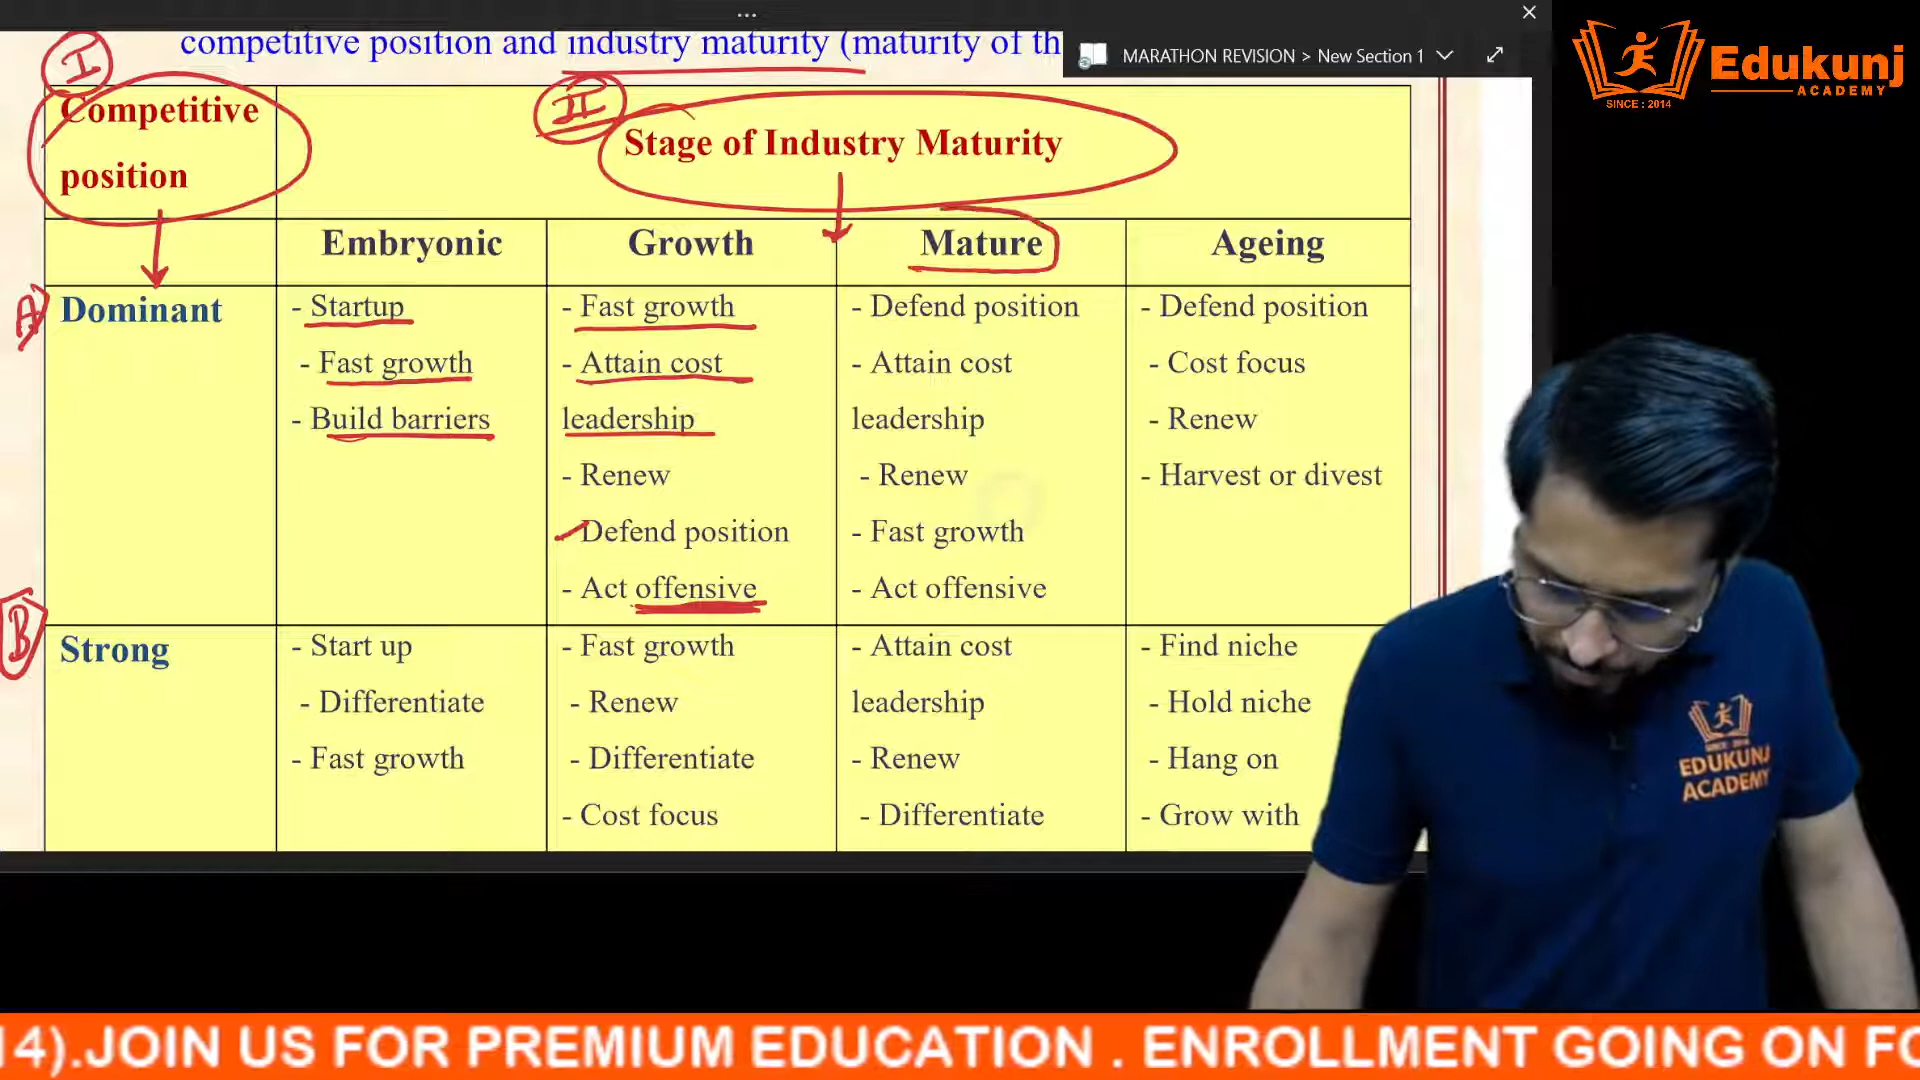 competitive position and industry maturity (maturity of th
MARATHON REVISION > New Section 1
Edukunj
ACADEMY
SINCE : 2014
I
II
Competitive
position
Stage of Industry Maturity
Embryonic
Growth
Mature
Ageing
A)
Dominant
- Startup
- Fast growth
- Build barriers
- Fast growth
- Attain cost
leadership
- Renew
- Defend position
- Act offensive
- Defend position
- Attain cost
leadership
- Renew
- Fast growth
- Act offensive
- Defend position
- Cost focus
- Renew
- Harvest or divest
B
Strong
- Start up
- Differentiate
- Fast growth
- Fast growth
- Renew
- Differentiate
- Cost focus
- Attain cost
leadership
- Renew
- Differentiate
- Find niche
- Hold niche
- Hang on
- Grow with
SINCE 2014
EDUKUNJ
ACADEMY
14).JOIN US FOR PREMIUM EDUCATION . ENROLLMENT GOING ON FO